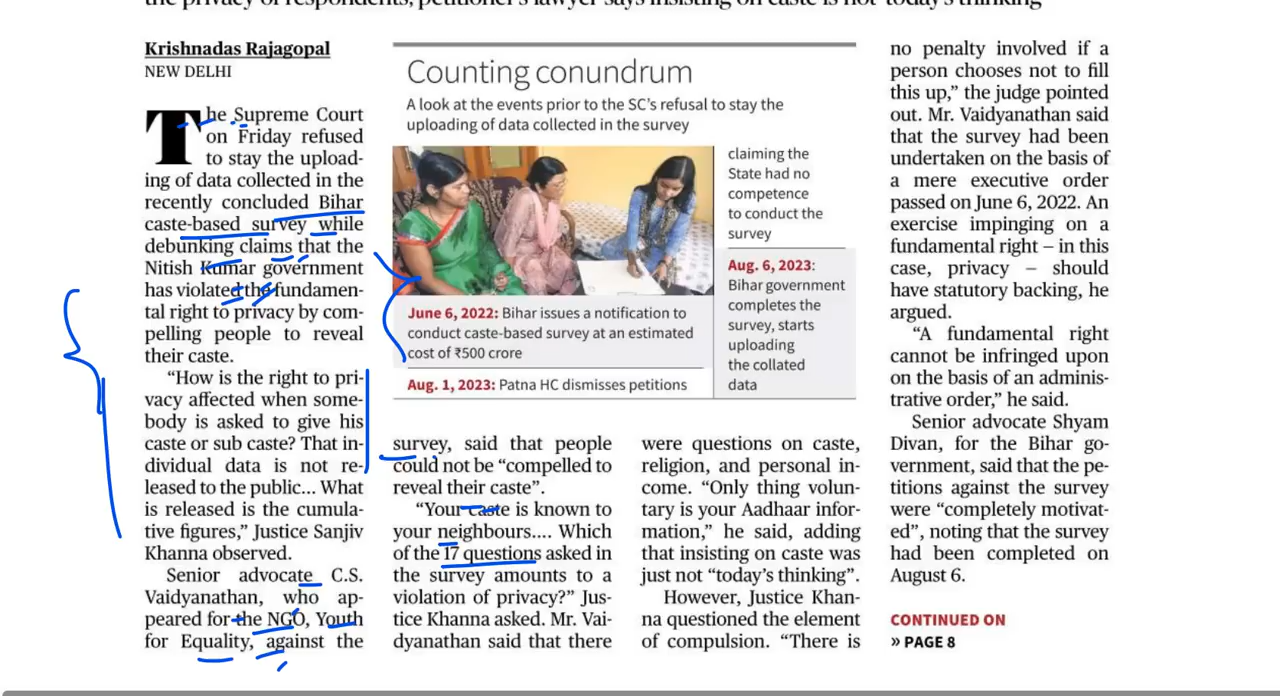 the privacy of respondents; petitioner's lawyer says insisting on caste is not 'today's thinking'
Krishnadas Rajagopal
NEW DELHI
The Supreme Court
on Friday refused
to stay the upload-
ing of data collected in the
recently concluded Bihar
caste-based survey while
debunking claims that the
Nitish Kumar government
has violated the fundamen-
tal right to privacy by com-
pelling people to reveal
their caste.
“How is the right to pri-
vacy affected when some-
body is asked to give his
caste or sub caste? That in-
dividual data is not re-
leased to the public... What
is released is the cumula-
tive figures,” Justice Sanjiv
Khanna observed.
Senior advocate C.S.
Vaidyanathan, who ap-
peared for the NGO, Youth
for Equality, against the
Counting conundrum
A look at the events prior to the SC's refusal to stay the
uploading of data collected in the survey
June 6, 2022: Bihar issues a notification to
conduct caste-based survey at an estimated
cost of ₹500 crore
Aug. 1, 2023: Patna HC dismisses petitions
claiming the
State had no
competence
to conduct the
survey
Aug. 6, 2023:
Bihar government
completes the
survey, starts
uploading
the collated
data
survey, said that people
could not be “compelled to
reveal their caste”.
“Your caste is known to
your neighbours.... Which
of the 17 questions asked in
the survey amounts to a
violation of privacy?” Jus-
tice Khanna asked. Mr. Vai-
dyanathan said that there
were questions on caste,
religion, and personal in-
come. “Only thing volun-
tary is your Aadhaar infor-
mation,” he said, adding
that insisting on caste was
just not “today's thinking”.
However, Justice Khan-
na questioned the element
of compulsion. “There is
no penalty involved if a
person chooses not to fill
this up,” the judge pointed
out. Mr. Vaidyanathan said
that the survey had been
undertaken on the basis of
a mere executive order
passed on June 6, 2022. An
exercise impinging on a
fundamental right – in this
case, privacy – should
have statutory backing, he
argued.
“A fundamental right
cannot be infringed upon
on the basis of an adminis-
trative order,” he said.
Senior advocate Shyam
Divan, for the Bihar go-
vernment, said that the pe-
titions against the survey
were “completely motivat-
ed”, noting that the survey
had been completed on
August 6.
CONTINUED ON
» PAGE 8